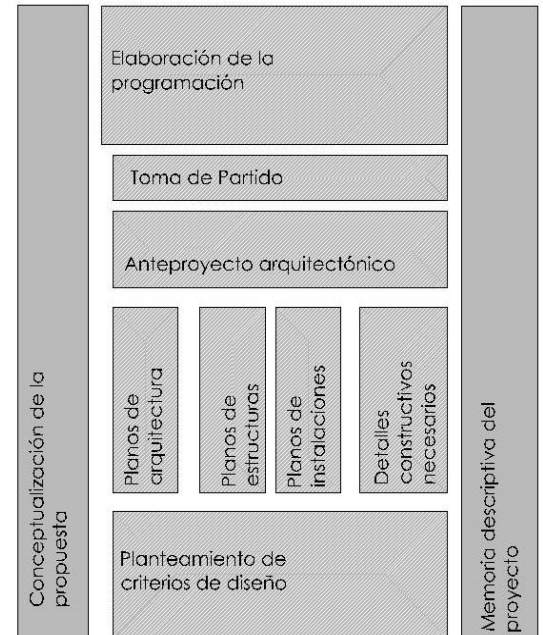 Conceptualización de la
propuesta
Elaboración de la
programación
Toma de Partido
Anteproyecto arquitectónico
Planos de
arquitectura
Planos de
estructuras
Planos de
instalaciones
Detalles
constructivos
necesarios
Planteamiento de
criterios de diseño
Memoria descriptiva del
proyecto